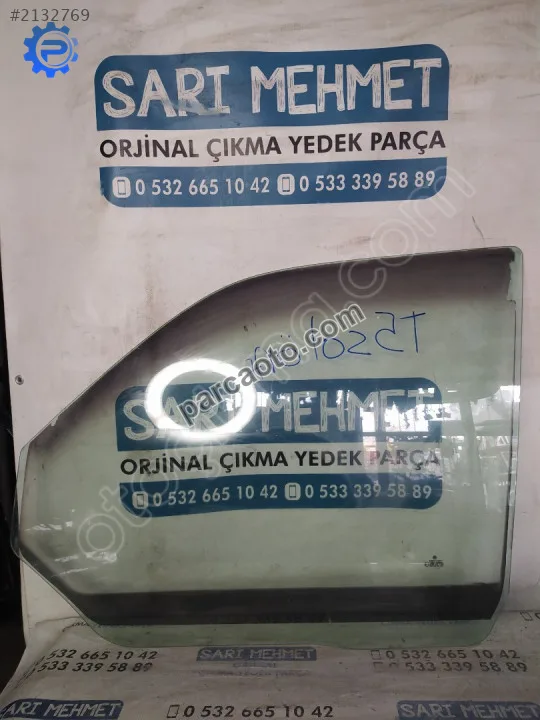 #2132769
SARI MEHMET
ORJİNAL ÇIKMA YEDEK PARÇA
0 532 665 10 42 0 533 339 58 89
parcaoto.com
SARI MEHMET
ORJİNAL ÇIKMA YEDEK PARÇA
0 532 665 10 42 0 533 339 58 89
0 532 665 10 42
0 533 339 58 89
SARI MEHMET
0 532 665 10 42
0 533 339 58 89
SARI MEHMET
0 532 665 10 42
SARI MEHMET